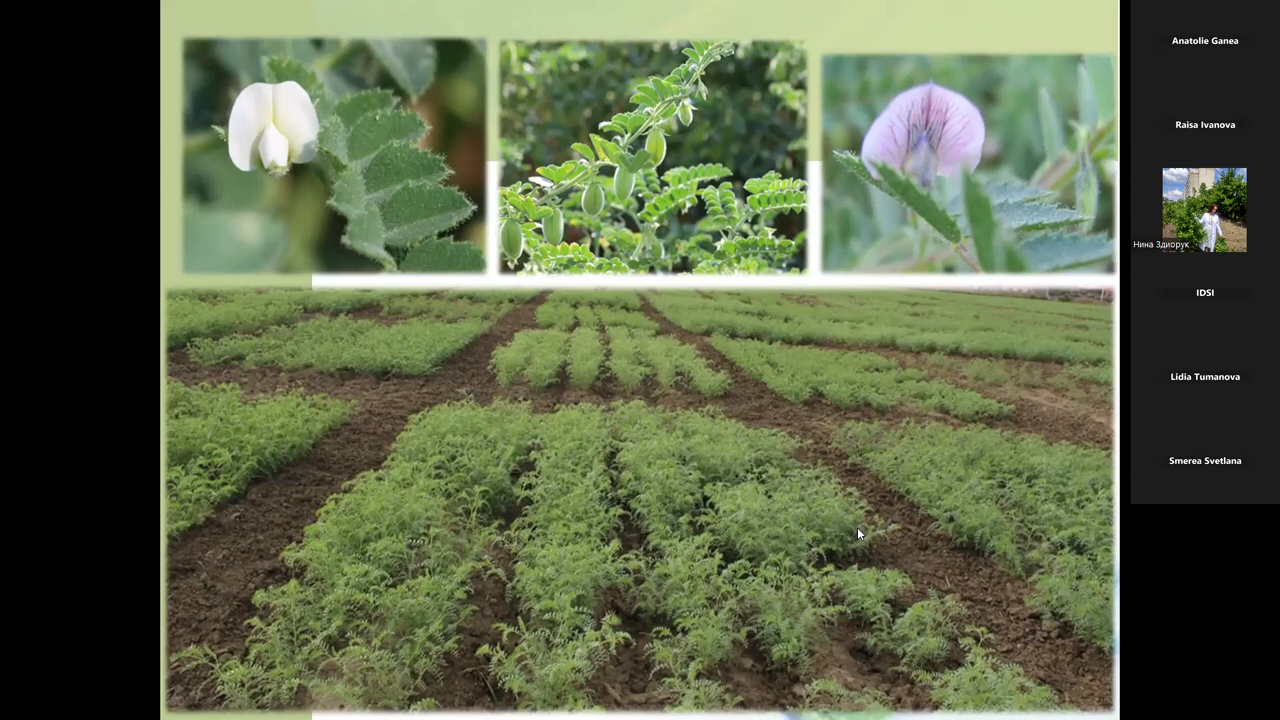 Anatolie Ganea
Raisa Ivanova
Нина Здиорук
IDSI
Lidia Tumanova
Smerea Svetlana